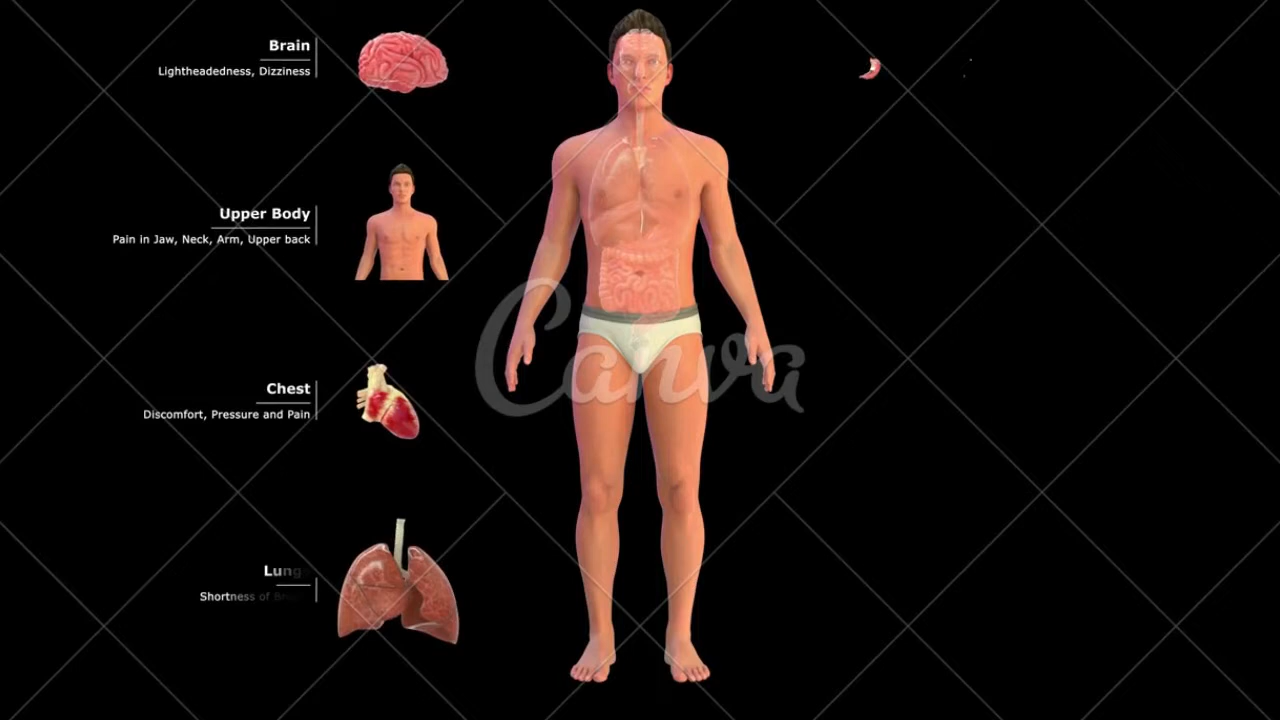 Brain
Lightheadedness, Dizziness
Upper Body
Pain in Jaw, Neck, Arm, Upper back
Canva
Chest
Discomfort, Pressure and Pain
Lung
Shortness of